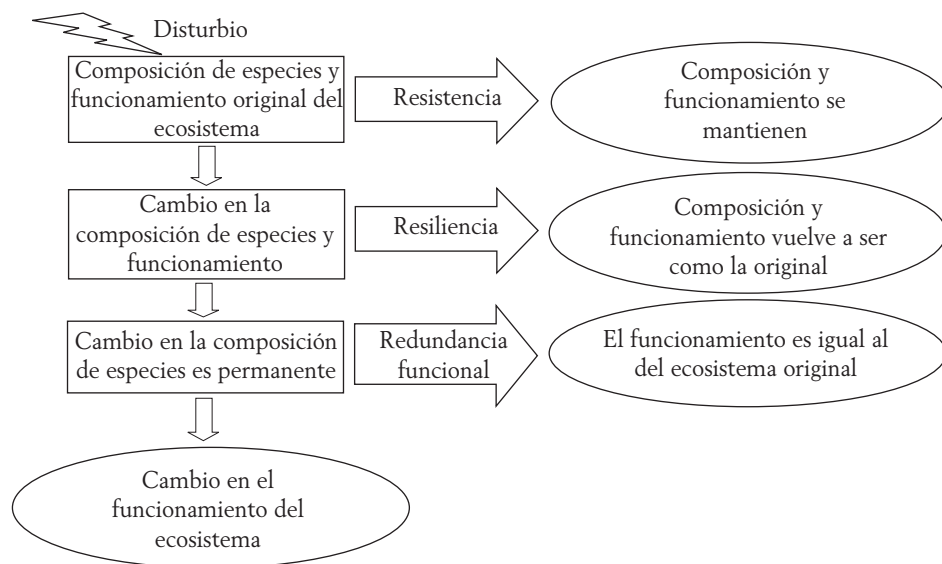 Disturbio
Composición de especies y
funcionamiento original del
ecosistema
Resistencia
Composición y
funcionamiento se
mantienen
Cambio en la
composición de especies y
funcionamiento
Resiliencia
Composición y
funcionamiento vuelve a ser
como la original
Cambio en la composición
de especies es permanente
Redundancia
funcional
El funcionamiento es igual al
del ecosistema original
Cambio en el
funcionamiento del
ecosistema